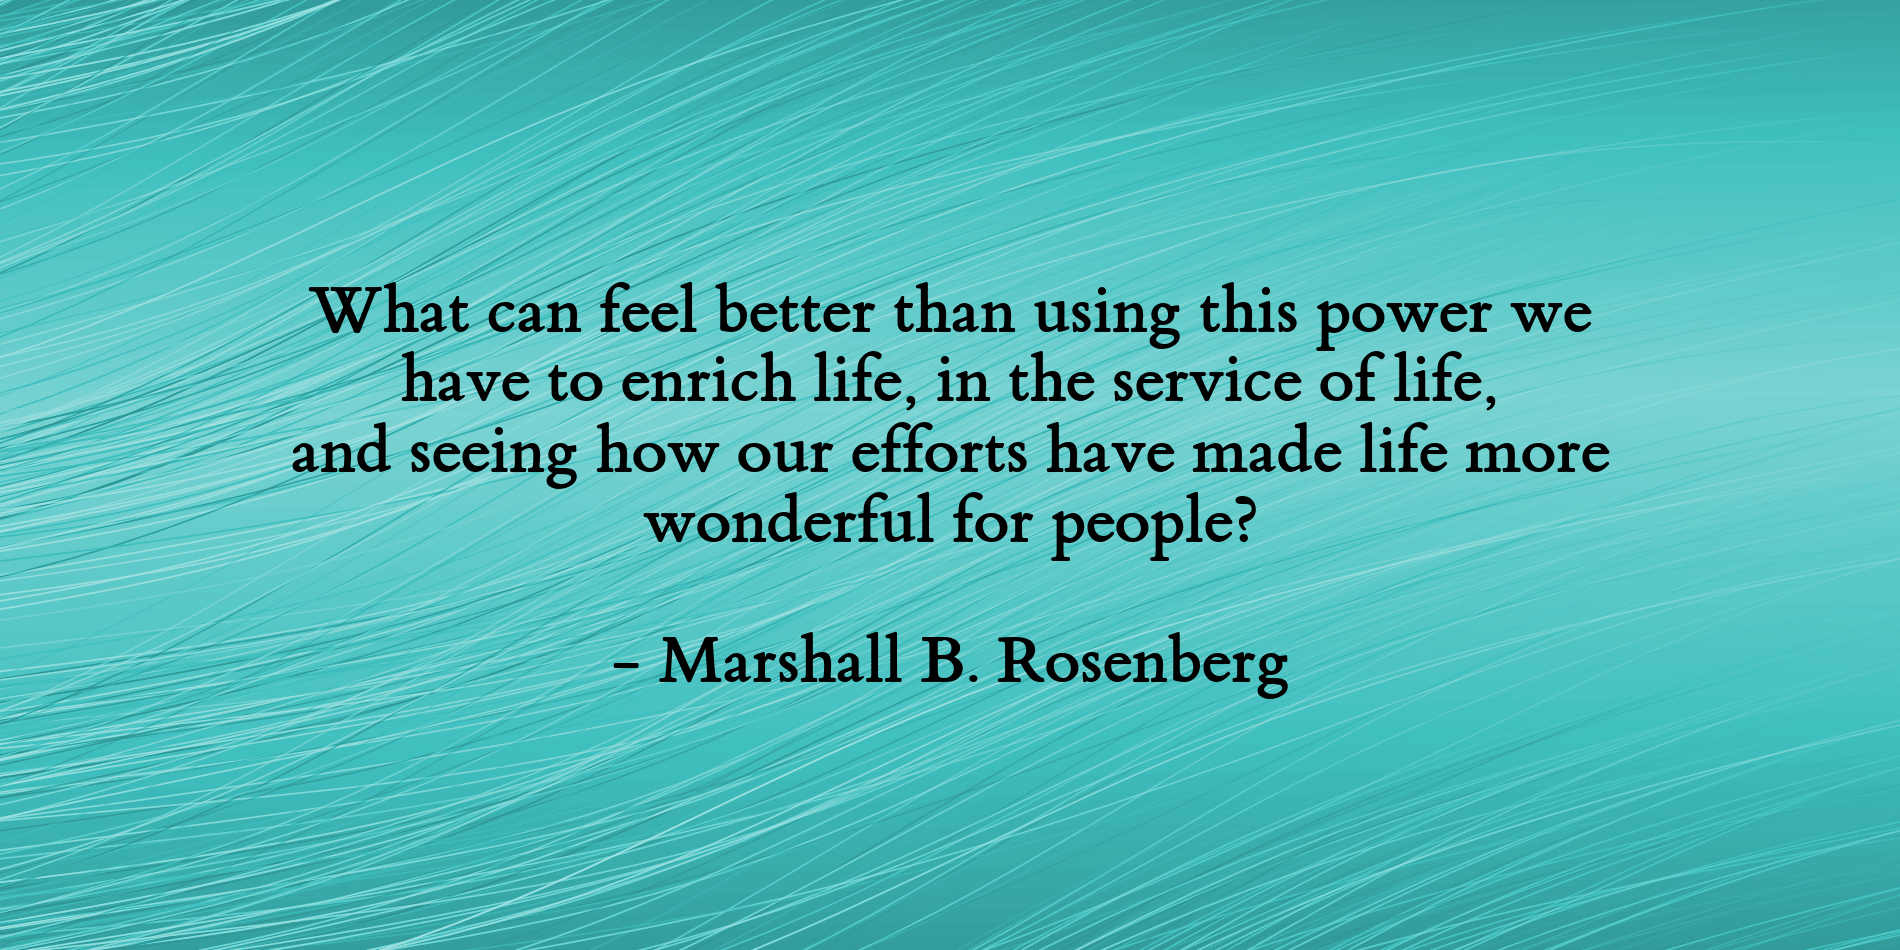 What can feel better than using this power we
have to enrich life, in the service of life,
and seeing how our efforts have made life more
wonderful for people?
– Marshall B. Rosenberg